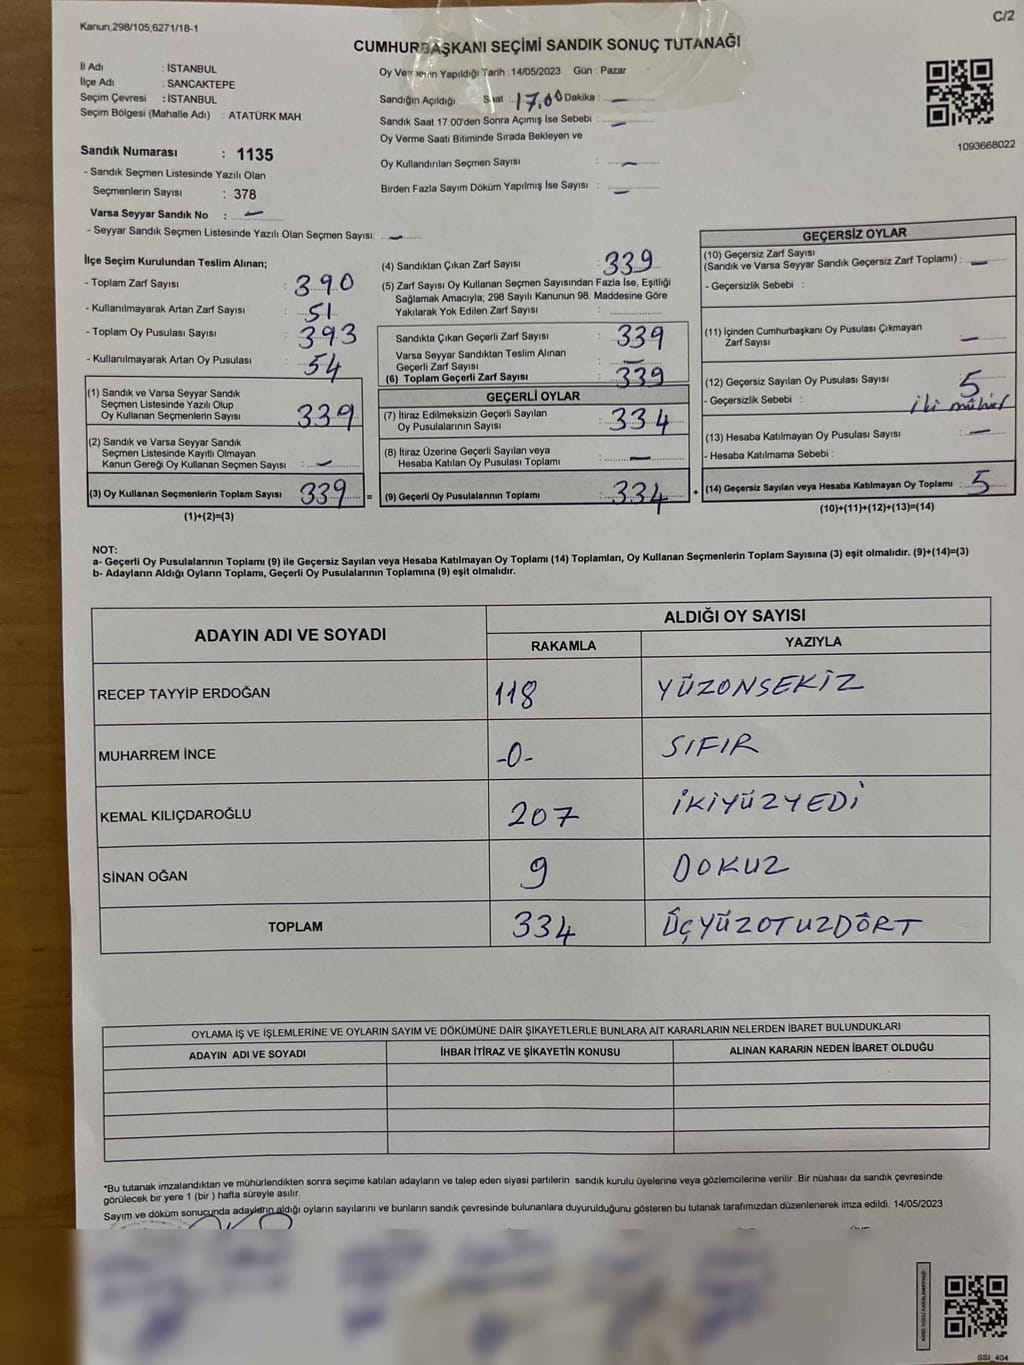 Kanun;298/105;6271/18-1
C/2
CUMHURBAŞKANI SEÇİMİ SANDIK SONUÇ TUTANAĞI
İl Adı : İSTANBUL
İlçe Adı : SANCAKTEPE
Seçim Çevresi : İSTANBUL
Seçim Bölgesi (Mahalle Adı) : ATATÜRK MAH.
Sandık Numarası : 1135
- Sandık Seçmen Listesinde Yazılı Olan
Seçmenlerin Sayısı : 378
Varsa Seyyar Sandık No : —
- Seyyar Sandık Seçmen Listesinde Yazılı Olan Seçmen Sayısı: —
Oy Vermenin Yapıldığı Tarih :14/05/2023 Gün : Pazar
Sandığın Açıldığı Saat : 17.00 Dakika : —
Sandık Saat 17:00'den Sonra Açımış İse Sebebi : —
Oy Verme Saati Bitiminde Sırada Bekleyen ve
Oy Kullandırılan Seçmen Sayısı : —
Birden Fazla Sayım Döküm Yapılmış İse Sayısı : —
1093668022
İlçe Seçim Kurulundan Teslim Alınan;
- Toplam Zarf Sayısı : 390
- Kullanılmayarak Artan Zarf Sayısı : 51
- Toplam Oy Pusulası Sayısı : 393
- Kullanılmayarak Artan Oy Pusulası : 54
(1) Sandık ve Varsa Seyyar Sandık
Seçmen Listesinde Yazılı Olup
Oy Kullanan Seçmenlerin Sayısı : 339
(2) Sandık ve Varsa Seyyar Sandık
Seçmen Listesinde Kayıtlı Olmayan
Kanun Gereği Oy Kullanan Seçmen Sayısı : —
(3) Oy Kullanan Seçmenlerin Toplam Sayısı : 339 =
(1)+(2)=(3)
(4) Sandıktan Çıkan Zarf Sayısı : 339
(5) Zarf Sayısı Oy Kullanan Seçmen Sayısından Fazla İse, Eşitliği
Sağlamak Amacıyla; 298 Sayılı Kanunun 98. Maddesine Göre
Yakılarak Yok Edilen Zarf Sayısı :
Sandıkta Çıkan Geçerli Zarf Sayısı : 339
Varsa Seyyar Sandıktan Teslim Alınan
Geçerli Zarf Sayısı : —
(6) Toplam Geçerli Zarf Sayısı : 339
GEÇERLİ OYLAR
(7) İtiraz Edilmeksizin Geçerli Sayılan
Oy Pusulalarının Sayısı : 334
(8) İtiraz Üzerine Geçerli Sayılan veya
Hesaba Katılan Oy Pusulası Toplamı : —
(9) Geçerli Oy Pusulalarının Toplamı : 334 +
GEÇERSİZ OYLAR
(10) Geçersiz Zarf Sayısı
(Sandık ve Varsa Seyyar Sandık Geçersiz Zarf Toplamı) : —
- Geçersizlik Sebebi :
(11) İçinden Cumhurbaşkanı Oy Pusulası Çıkmayan
Zarf Sayısı : —
(12) Geçersiz Sayılan Oy Pusulası Sayısı : 5
- Geçersizlik Sebebi : iki mühür
(13) Hesaba Katılmayan Oy Pusulası Sayısı : —
- Hesaba Katılmama Sebebi :
(14) Geçersiz Sayılan veya Hesaba Katılmayan Oy Toplamı : 5
(10)+(11)+(12)+(13)=(14)
NOT:
a- Geçerli Oy Pusulalarının Toplamı (9) ile Geçersiz Sayılan veya Hesaba Katılmayan Oy Toplamı (14) Toplamları, Oy Kullanan Seçmenlerin Toplam Sayısına (3) eşit olmalıdır. (9)+(14)=(3)
b- Adayların Aldığı Oyların Toplamı, Geçerli Oy Pusulalarının Toplamına (9) eşit olmalıdır.
ADAYIN ADI VE SOYADI
ALDIĞI OY SAYISI
RAKAMLA YAZIYLA
RECEP TAYYİP ERDOĞAN 118 YÜZONSEKİZ
MUHARREM İNCE -0- SIFIR
KEMAL KILIÇDAROĞLU 207 İKİYÜZYEDİ
SİNAN OĞAN 9 DOKUZ
TOPLAM 334 ÜÇYÜZOTUZDÖRT
OYLAMA İŞ VE İŞLEMLERİNE VE OYLARIN SAYIM VE DÖKÜMÜNE DAİR ŞİKAYETLERLE BUNLARA AİT KARARLARIN NELERDEN İBARET BULUNDUKLARI
ADAYIN ADI VE SOYADI İHBAR İTİRAZ VE ŞİKAYETİN KONUSU ALINAN KARARIN NEDEN İBARET OLDUĞU
*Bu tutanak imzalandıktan ve mühürlendikten sonra seçime katılan adayların ve talep eden siyasi partilerin sandık kurulu üyelerine veya gözlemcilerine verilir. Bir nüshası da sandık çevresinde
görülecek bir yere 1 (bir ) hafta süreyle asılır.
Sayım ve döküm sonucunda adayların aldığı oyların sayılarını ve bunların sandık çevresinde bulunanlara duyurulduğunu gösteren bu tutanak tarafımızdan düzenlenerek imza edildi. 14/05/2023
SSI_404